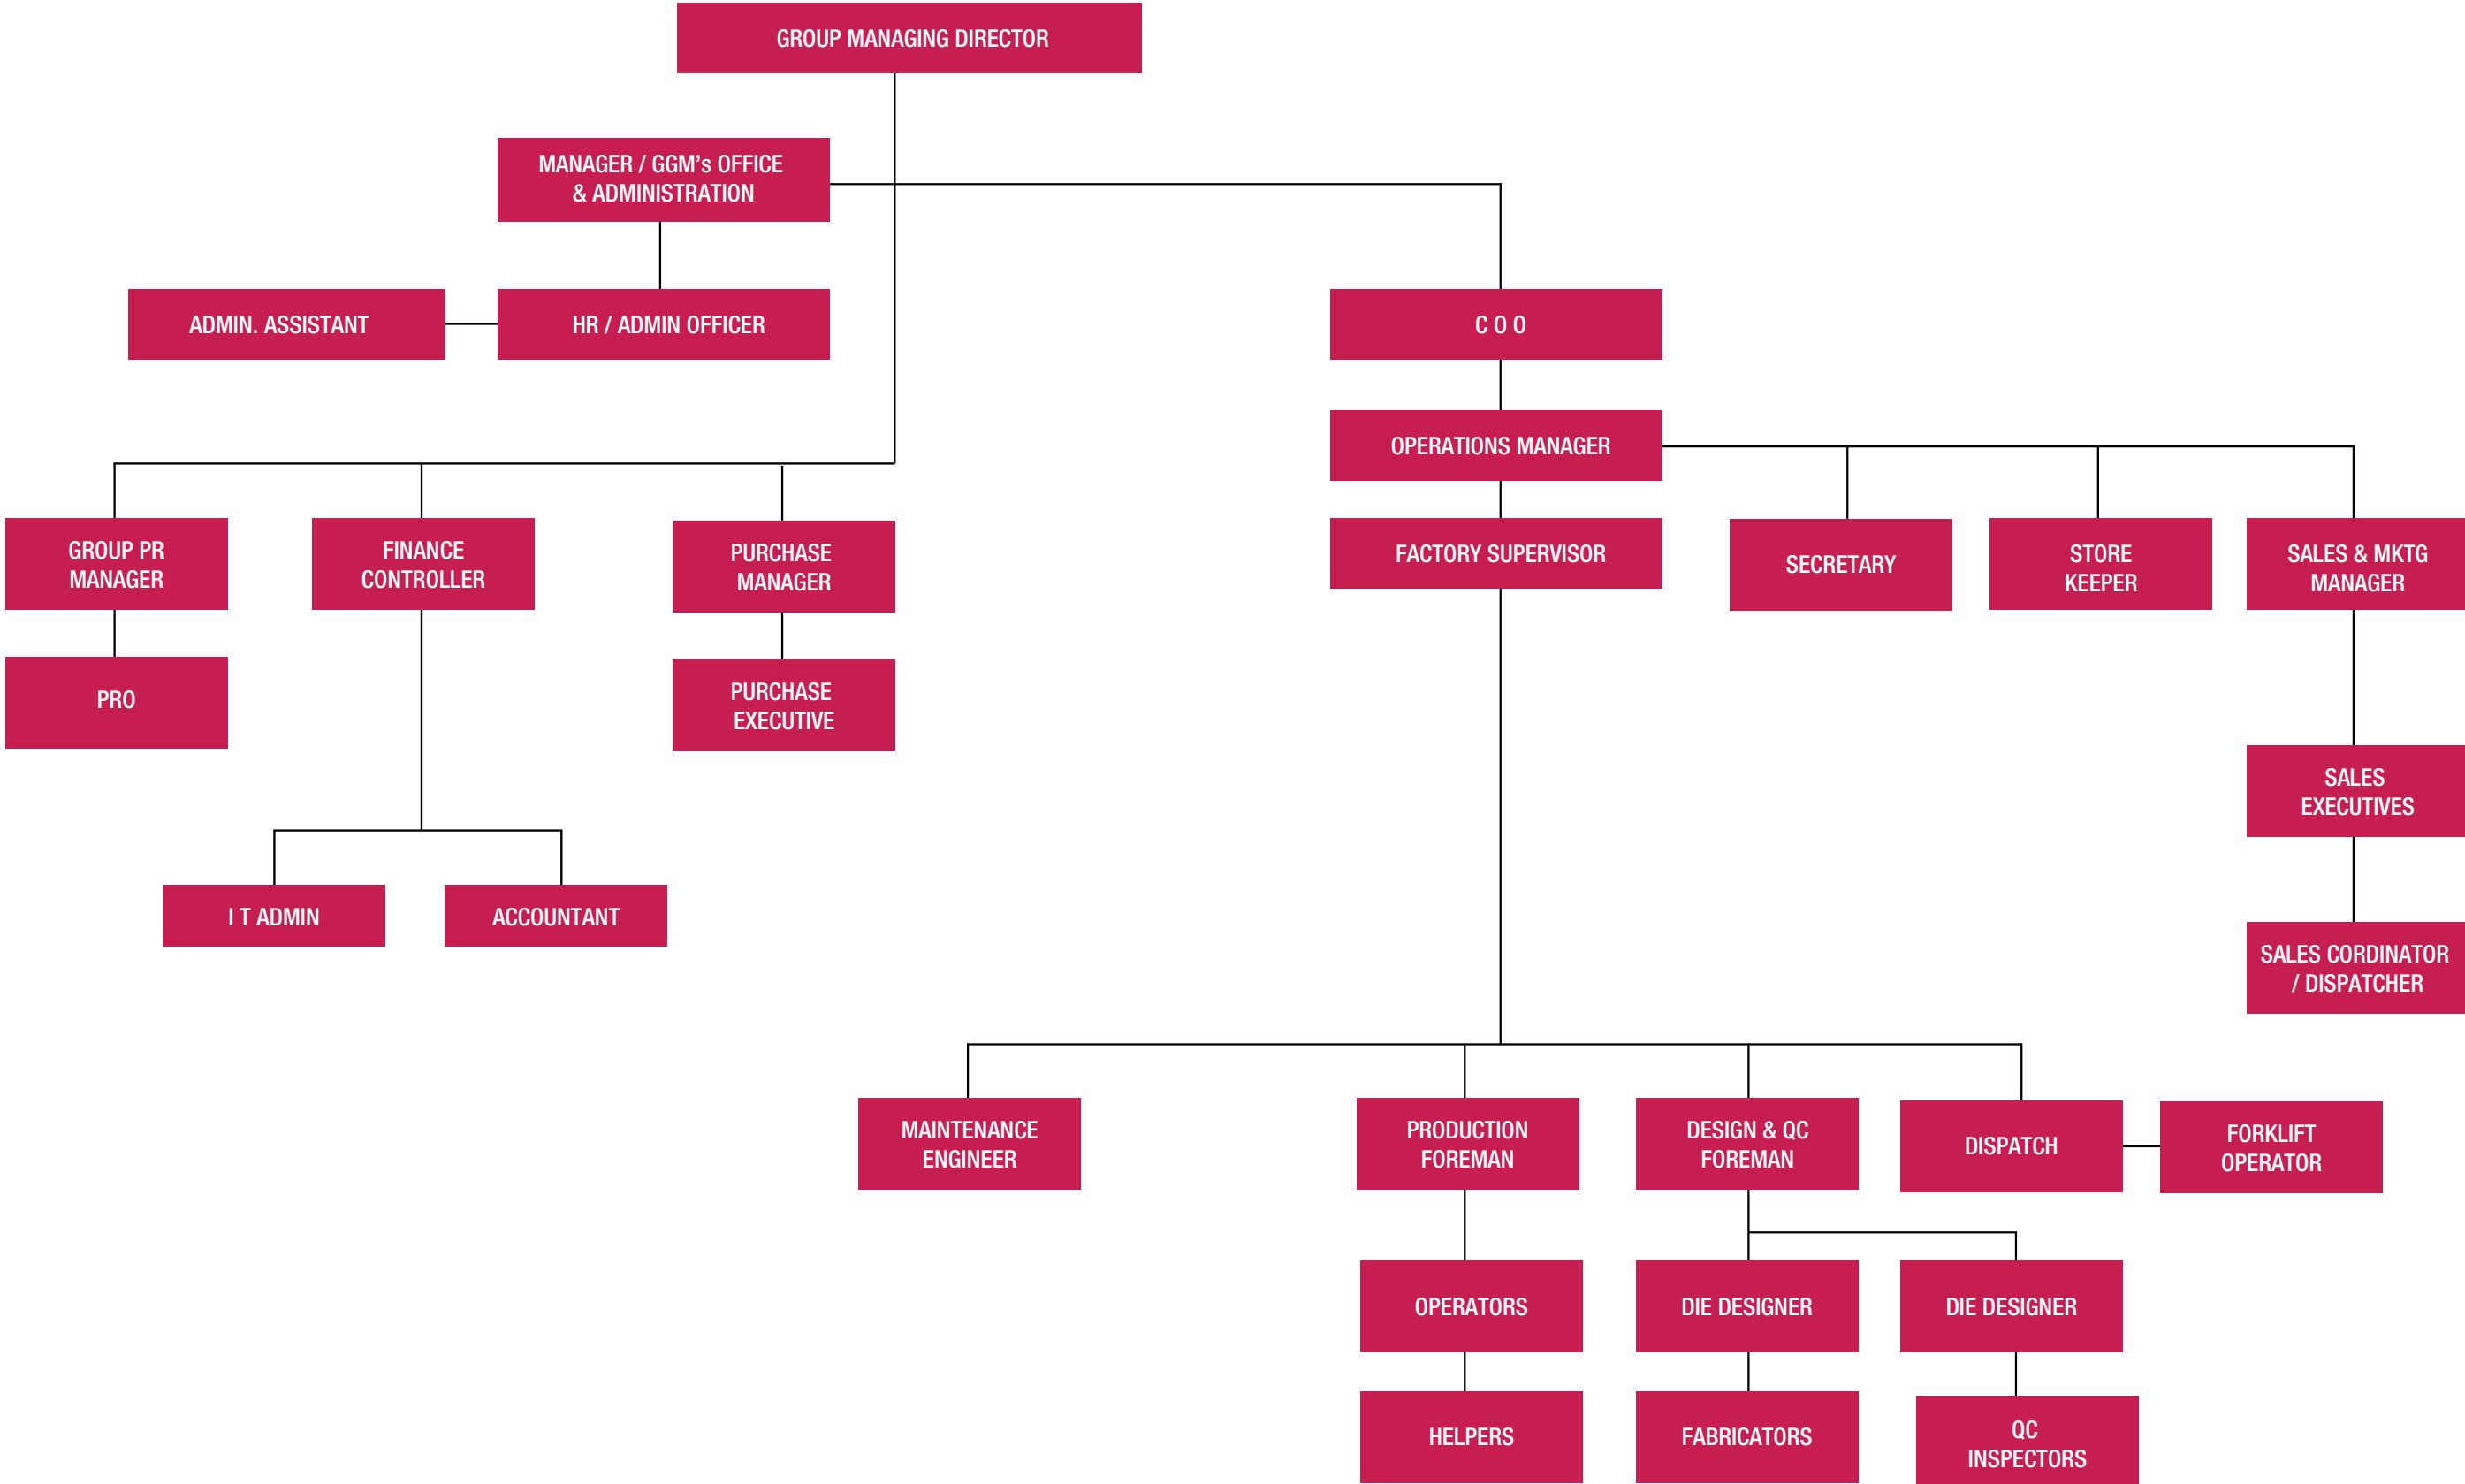 GROUP MANAGING DIRECTOR
MANAGER / GGM's OFFICE
& ADMINISTRATION
ADMIN. ASSISTANT
HR / ADMIN OFFICER
C O O
OPERATIONS MANAGER
GROUP PR
MANAGER
FINANCE
CONTROLLER
PURCHASE
MANAGER
FACTORY SUPERVISOR
SECRETARY
STORE
KEEPER
SALES & MKTG
MANAGER
PRO
PURCHASE
EXECUTIVE
SALES
EXECUTIVES
I T ADMIN
ACCOUNTANT
SALES CORDINATOR
/ DISPATCHER
MAINTENANCE
ENGINEER
PRODUCTION
FOREMAN
DESIGN & QC
FOREMAN
DISPATCH
FORKLIFT
OPERATOR
OPERATORS
DIE DESIGNER
DIE DESIGNER
HELPERS
FABRICATORS
QC
INSPECTORS